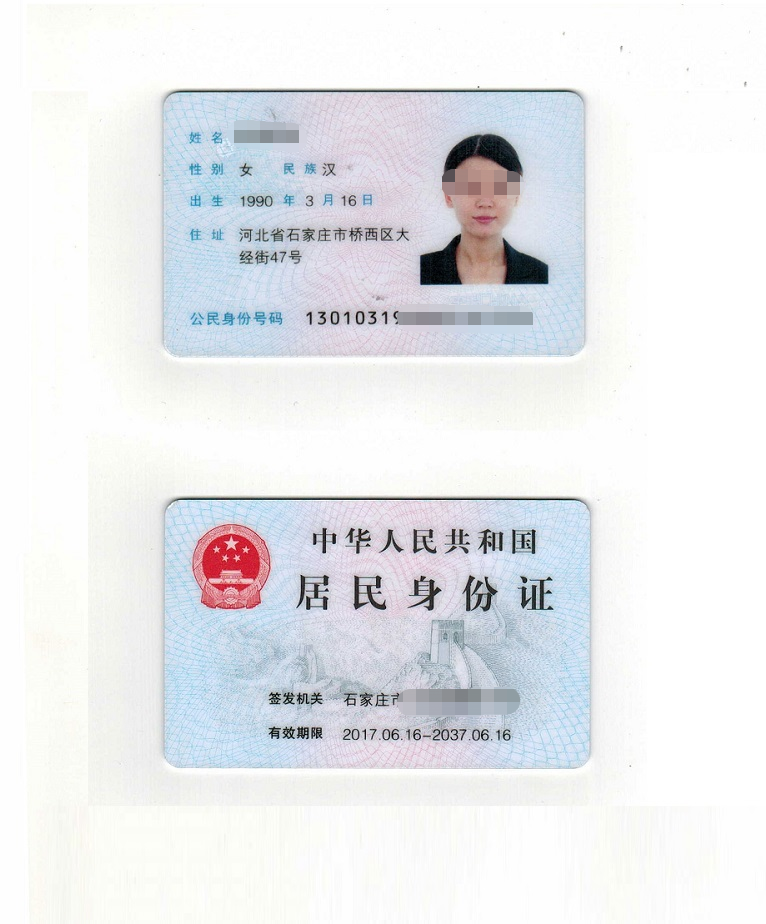 姓名
性别 女 民族 汉
出生 1990 年 3 月 16 日
住址 河北省石家庄市桥西区大
经街47号
公民身份号码 13010319
中华人民共和国
居民身份证
签发机关 石家庄市
有效期限 2017.06.16-2037.06.16